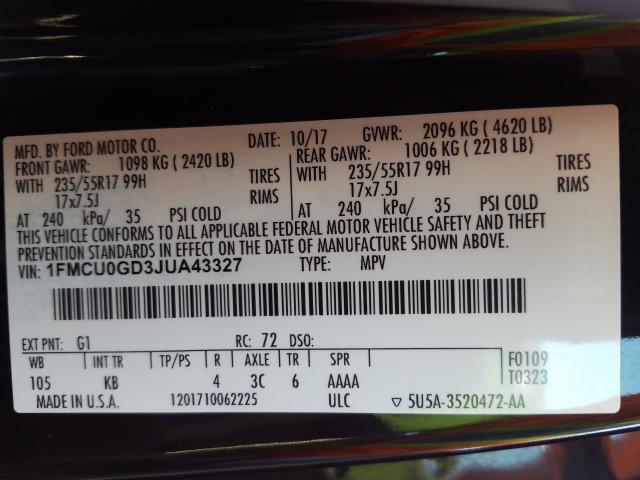 MFD. BY FORD MOTOR CO. DATE: 10/17 GVWR: 2096 KG ( 4620 LB)
FRONT GAWR: 1098 KG ( 2420 LB) REAR GAWR: 1006 KG ( 2218 LB)
WITH 235/55R17 99H TIRES WITH 235/55R17 99H TIRES
17x7.5J RIMS 17x7.5J RIMS
AT 240 kPa/ 35 PSI COLD AT 240 kPa/ 35 PSI COLD
THIS VEHICLE CONFORMS TO ALL APPLICABLE FEDERAL MOTOR VEHICLE SAFETY AND THEFT
PREVENTION STANDARDS IN EFFECT ON THE DATE OF MANUFACTURE SHOWN ABOVE.
VIN: 1FMCU0GD3JUA43327 TYPE: MPV
EXT PNT: G1 RC: 72 DSO:
WB INT TR TP/PS R AXLE TR SPR F0109
105 KB 4 3C 6 AAAA T0323
MADE IN U.S.A. 1201710062225 ULC ▽ 5U5A-3520472-AA